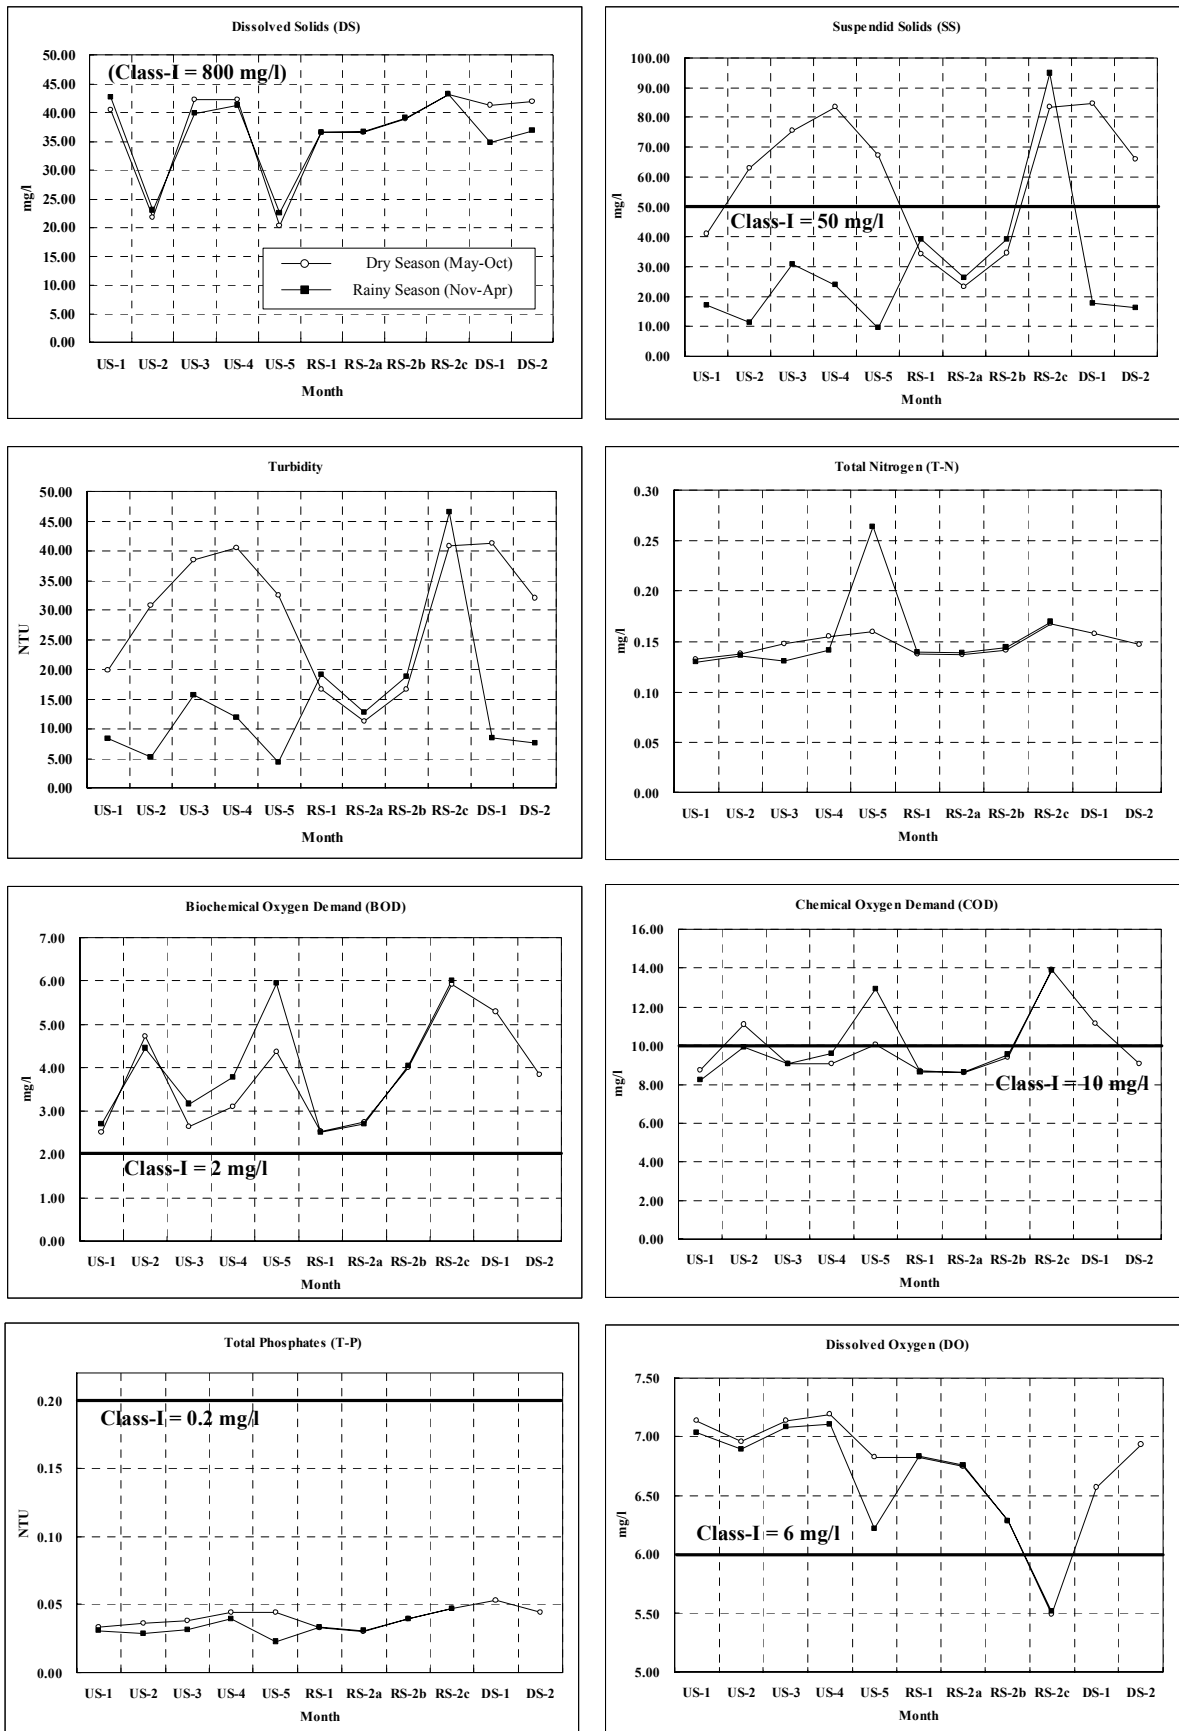 Dissolved Solids (DS)
50.00
45.00
40.00
35.00
30.00
25.00
20.00
15.00
10.00
5.00
0.00
mg/l
(Class-I = 800 mg/l)
Dry Season (May-Oct)
Rainy Season (Nov-Apr)
US-1 US-2 US-3 US-4 US-5 RS-1 RS-2a RS-2b RS-2c DS-1 DS-2
Month
Suspendid Solids (SS)
100.00
90.00
80.00
70.00
60.00
50.00
40.00
30.00
20.00
10.00
0.00
mg/l
Class-I = 50 mg/l
US-1 US-2 US-3 US-4 US-5 RS-1 RS-2a RS-2b RS-2c DS-1 DS-2
Month
Turbidity
50.00
45.00
40.00
35.00
30.00
25.00
20.00
15.00
10.00
5.00
0.00
NTU
US-1 US-2 US-3 US-4 US-5 RS-1 RS-2a RS-2b RS-2c DS-1 DS-2
Month
Total Nitrogen (T-N)
0.30
0.25
0.20
0.15
0.10
0.05
0.00
mg/l
US-1 US-2 US-3 US-4 US-5 RS-1 RS-2a RS-2b RS-2c DS-1 DS-2
Month
Biochemical Oxygen Demand (BOD)
7.00
6.00
5.00
4.00
3.00
2.00
1.00
0.00
mg/l
Class-I = 2 mg/l
US-1 US-2 US-3 US-4 US-5 RS-1 RS-2a RS-2b RS-2c DS-1 DS-2
Month
Chemical Oxygen Demand (COD)
16.00
14.00
12.00
10.00
8.00
6.00
4.00
2.00
0.00
mg/l
Class-I = 10 mg/l
US-1 US-2 US-3 US-4 US-5 RS-1 RS-2a RS-2b RS-2c DS-1 DS-2
Month
Total Phosphates (T-P)
0.20
0.15
0.10
0.05
0.00
NTU
Class-I = 0.2 mg/l
US-1 US-2 US-3 US-4 US-5 RS-1 RS-2a RS-2b RS-2c DS-1 DS-2
Month
Dissolved Oxygen (DO)
7.50
7.00
6.50
6.00
5.50
5.00
mg/l
Class-I = 6 mg/l
US-1 US-2 US-3 US-4 US-5 RS-1 RS-2a RS-2b RS-2c DS-1 DS-2
Month